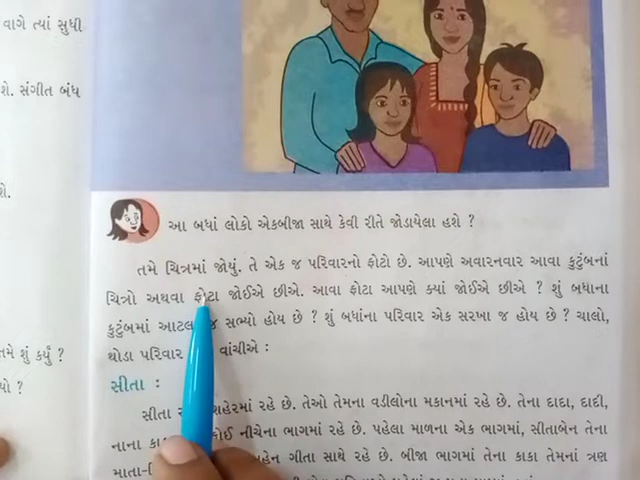 વાગે ત્યાં સુધી
શે. સંગીત બંધ
શે.
તમે શું કર્યું ?
યો ?
આ બધાં લોકો એકબીજા સાથે કેવી રીતે જોડાયેલા હશે ?
તમે ચિત્રમાં જોયું. તે એક જ પરિવારનો ફોટો છે. આપણે અવારનવાર આવા કુટુંબનાં
ચિત્રો અથવા ફોટા જોઈએ છીએ. આવા ફોટા આપણે ક્યાં જોઈએ છીએ ? શું બધાના
કુટુંબમાં આટલા જ સભ્યો હોય છે ? શું બધાંના પરિવાર એક સરખા જ હોય છે ? ચાલો,
થોડા પરિવાર વાંચીએ :
સીતા :
સીતા શહેરમાં રહે છે. તેઓ તેમના વડીલોના મકાનમાં રહે છે. તેના દાદા, દાદી,
નાના કાકા કોઈ નીચેના ભાગમાં રહે છે. પહેલા માળના એક ભાગમાં, સીતાબેન તેના
માતા- બહેન ગીતા સાથે રહે છે. બીજા ભાગમાં તેના કાકા તેમનાં ત્રણ